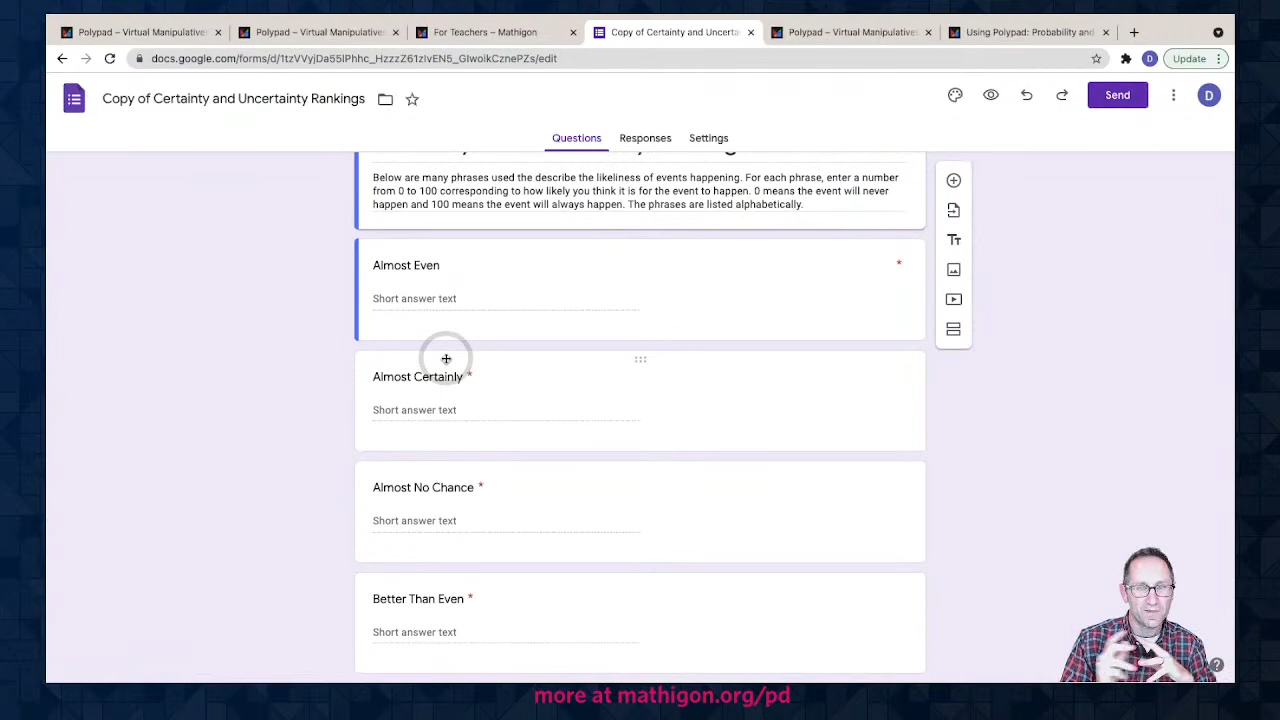 Polypad – Virtual Manipulatives
Polypad – Virtual Manipulatives
For Teachers – Mathigon
Copy of Certainty and Uncerta
Polypad – Virtual Manipulatives
Using Polypad: Probability and
docs.google.com/forms/d/1tzVVyjDa55lPhhc_HzzzZ61zlvEN5_GlwolkCznePZs/edit
D
Update
Copy of Certainty and Uncertainty Rankings
Send
D
Questions
Responses
Settings
Below are many phrases used the describe the likeliness of events happening. For each phrase, enter a number
from 0 to 100 corresponding to how likely you think it is for the event to happen. 0 means the event will never
happen and 100 means the event will always happen. The phrases are listed alphabetically.
Almost Even *
Short answer text
Almost Certainly *
Short answer text
Almost No Chance *
Short answer text
Better Than Even *
Short answer text
more at mathigon.org/pd